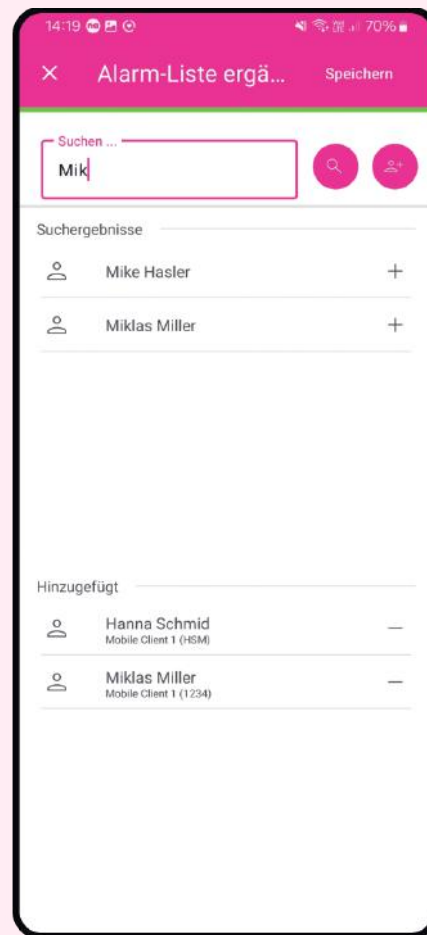 14:19 70%
Alarm-Liste ergä... Speichern
Suchen ...
Mik
Suchergebnisse
Mike Hasler
Miklas Miller
Hinzugefügt
Hanna Schmid
Mobile Client 1 (HSM)
Miklas Miller
Mobile Client 1 (1234)